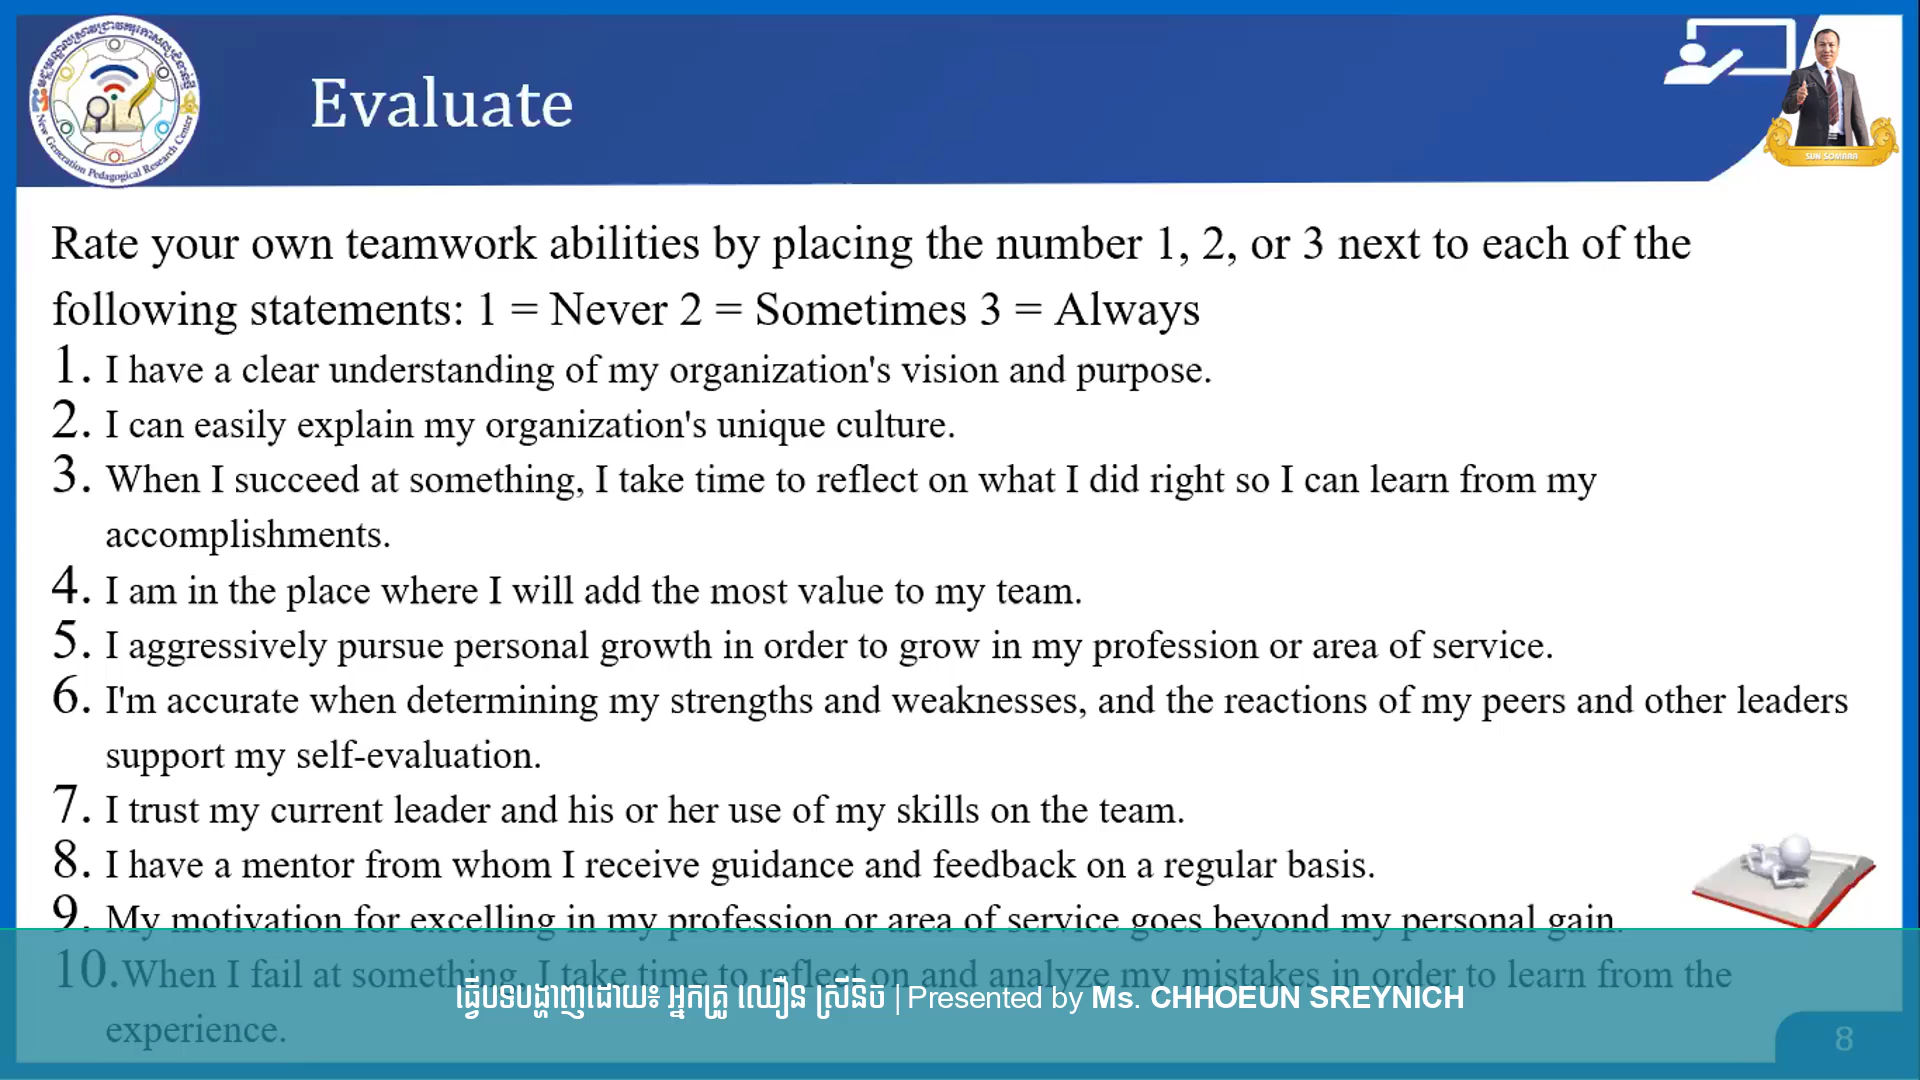 Evaluate
New Generation Pedagogical Research Center
SUN SOMARA
Rate your own teamwork abilities by placing the number 1, 2, or 3 next to each of the
following statements: 1 = Never 2 = Sometimes 3 = Always
1. I have a clear understanding of my organization's vision and purpose.
2. I can easily explain my organization's unique culture.
3. When I succeed at something, I take time to reflect on what I did right so I can learn from my
accomplishments.
4. I am in the place where I will add the most value to my team.
5. I aggressively pursue personal growth in order to grow in my profession or area of service.
6. I'm accurate when determining my strengths and weaknesses, and the reactions of my peers and other leaders
support my self-evaluation.
7. I trust my current leader and his or her use of my skills on the team.
8. I have a mentor from whom I receive guidance and feedback on a regular basis.
9. My motivation for excelling in my profession or area of service goes beyond my personal gain.
10. When I fail at something, I take time to reflect on and analyze my mistakes in order to learn from the
experience.
ធ្វើបទបង្ហាញដោយ៖ អ្នកគ្រូ ឈឿន ស្រីនិច | Presented by Ms. CHHOEUN SREYNICH
8